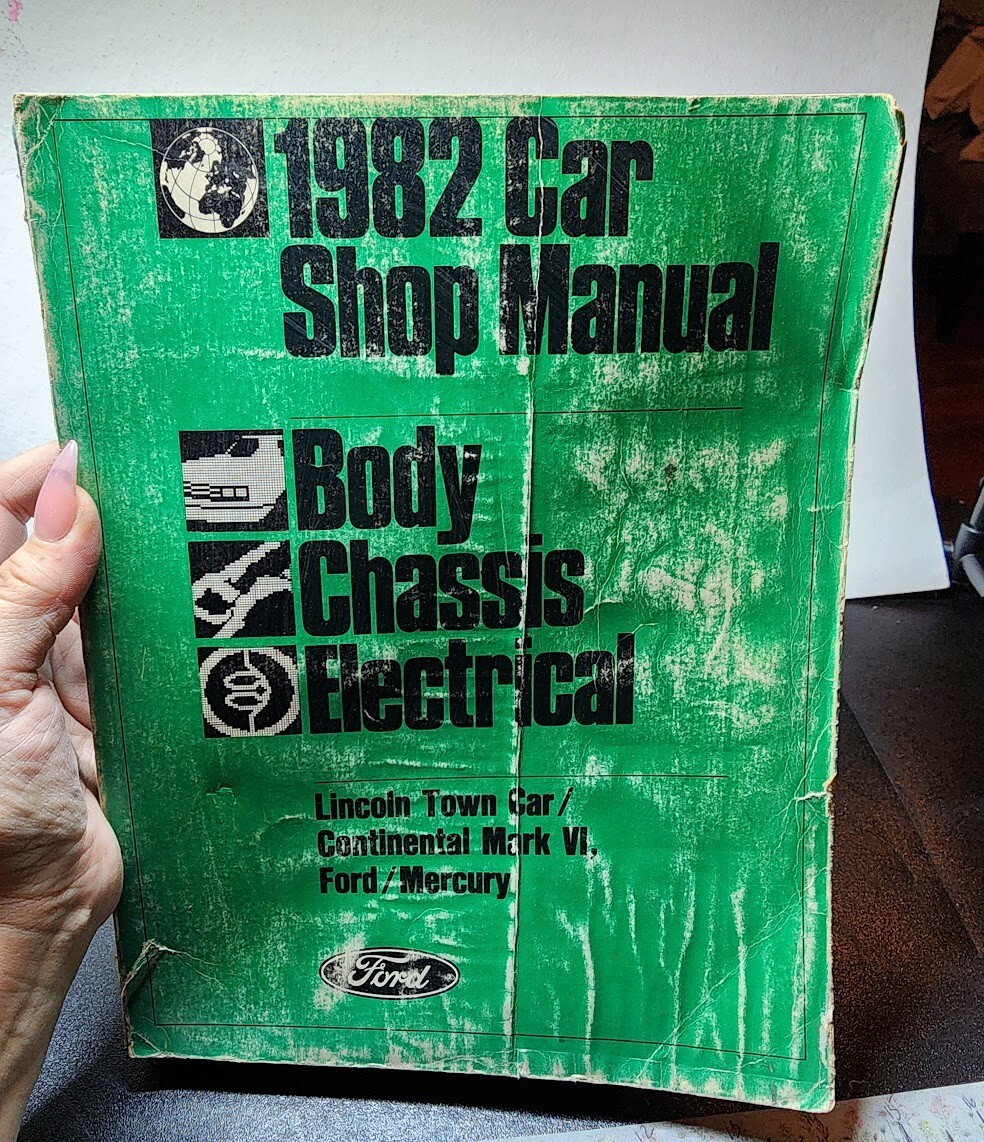 1982 Car
Shop Manual
Body
Chassis
Electrical
Lincoln Town Car/
Continental Mark VI,
Ford/Mercury
Ford